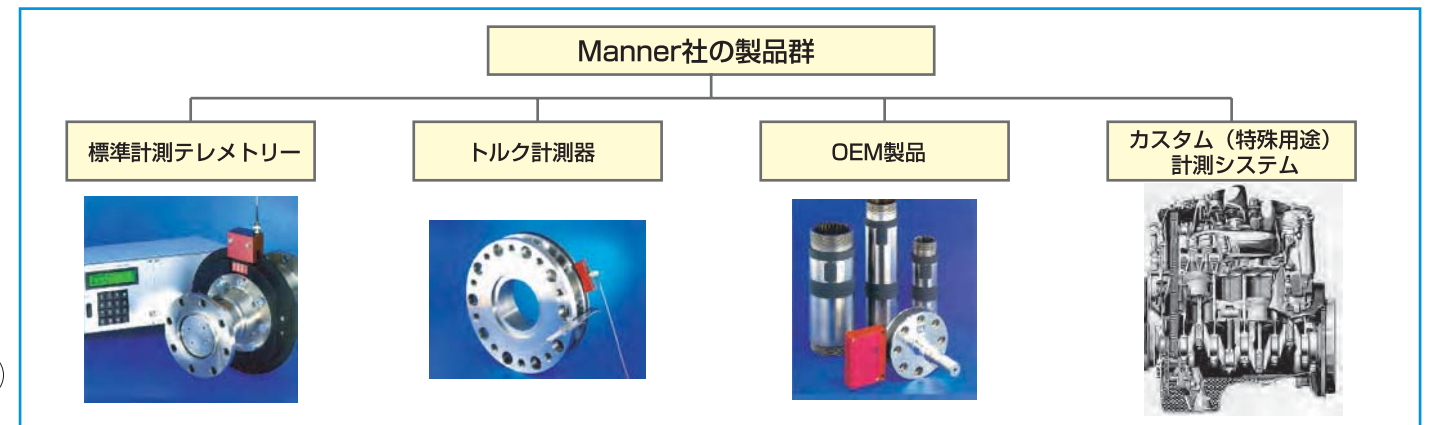 Manner社の製品群
標準計測テレメトリー
トルク計測器
OEM製品
カスタム（特殊用途）
計測システム